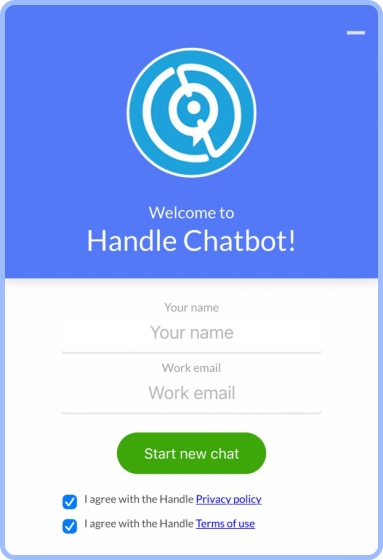 Welcome to
Handle Chatbot!
Your name
Your name
Work email
Work email
Start new chat
I agree with the Handle Privacy policy
I agree with the Handle Terms of use